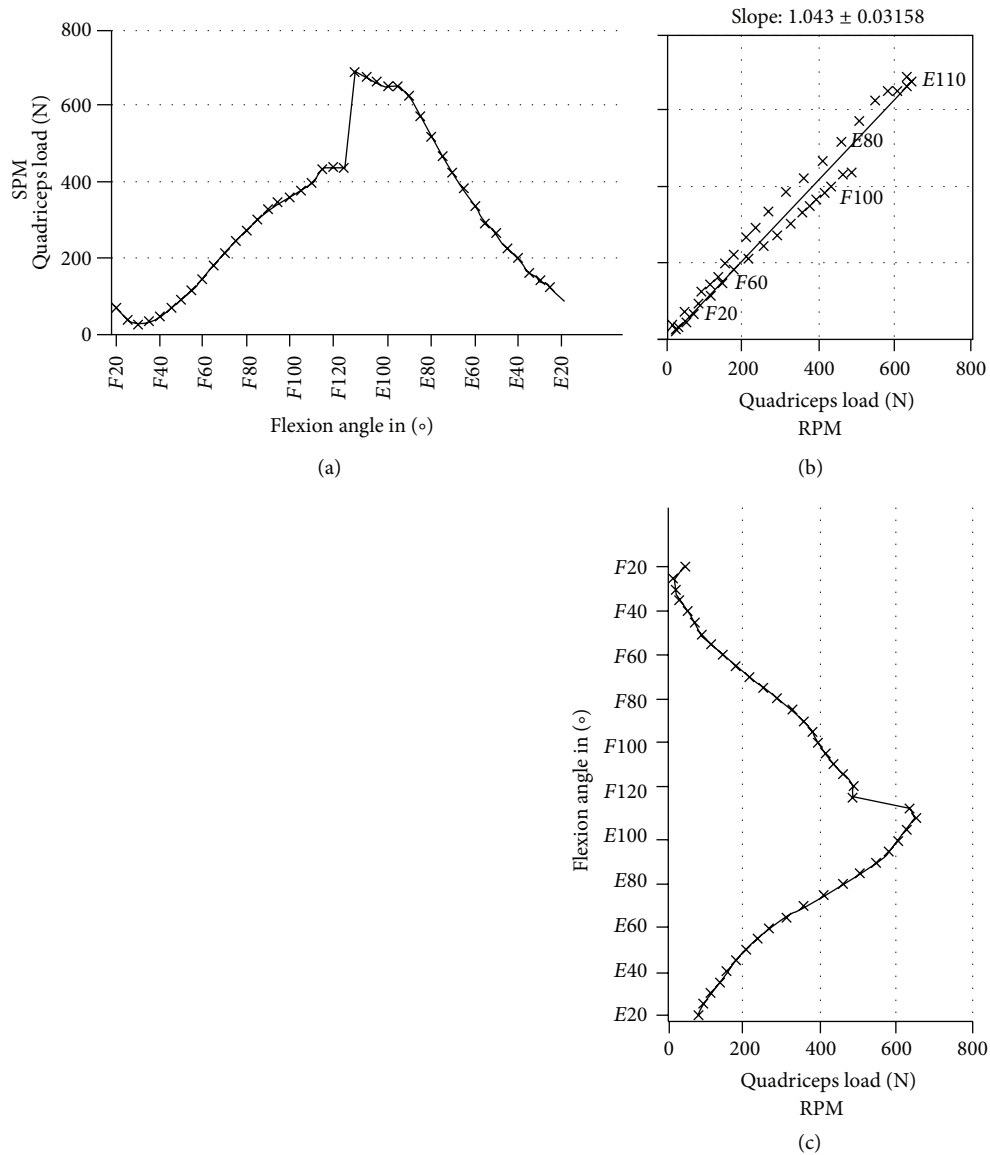 SPM
Quadriceps load (N)
800
600
400
200
0
F20
F40
F60
F80
F100
F120
E100
E80
E60
E40
E20
Flexion angle in (∘)
(a)
Slope: 1.043 ± 0.03158
E110
E80
F100
F60
F20
0
200
400
600
800
Quadriceps load (N)
RPM
(b)
Flexion angle in (∘)
F20
F40
F60
F80
F100
F120
E100
E80
E60
E40
E20
0
200
400
600
800
Quadriceps load (N)
RPM
(c)